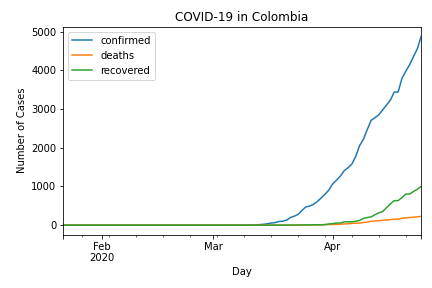 COVID-19 in Colombia
confirmed
deaths
recovered
Number of Cases
5000
4000
3000
2000
1000
0
Feb
2020
Mar
Apr
Day